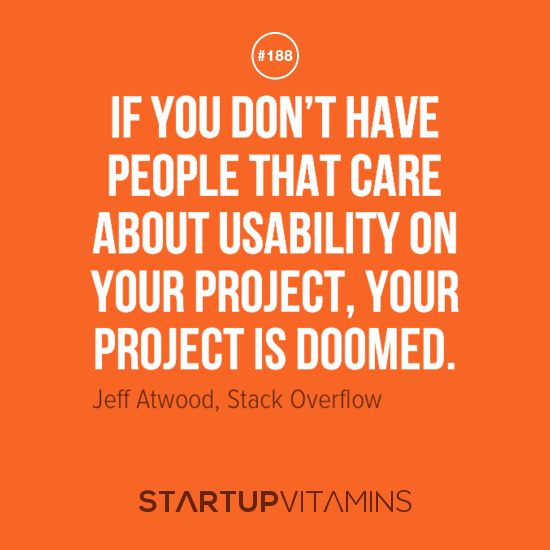 #188
IF YOU DON'T HAVE
PEOPLE THAT CARE
ABOUT USABILITY ON
YOUR PROJECT, YOUR
PROJECT IS DOOMED.
Jeff Atwood, Stack Overflow
STARTUPVITAMINS